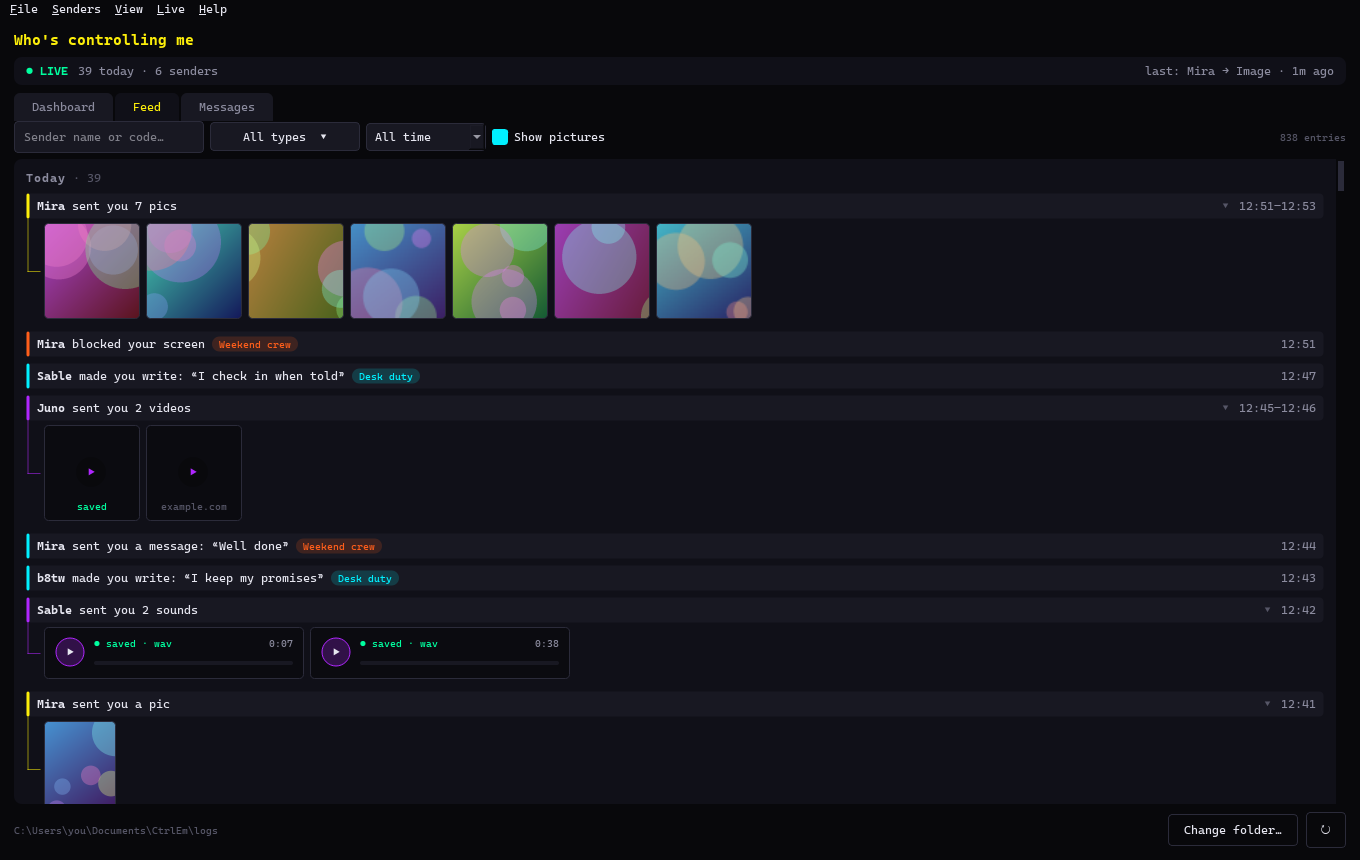 File Senders View Live Help
Who's controlling me
● LIVE 39 today · 6 senders
last: Mira → Image · 1m ago
Dashboard Feed Messages
Sender name or code… All types ▼ All time Show pictures 838 entries
Today · 39
Mira sent you 7 pics ▼ 12:51–12:53
Mira blocked your screen Weekend crew 12:51
Sable made you write: “I check in when told” Desk duty 12:47
Juno sent you 2 videos ▼ 12:45–12:46
saved example.com
Mira sent you a message: “Well done” Weekend crew 12:44
b8tw made you write: “I keep my promises” Desk duty 12:43
Sable sent you 2 sounds ▼ 12:42
● saved · wav 0:07 ● saved · wav 0:38
Mira sent you a pic ▼ 12:41
C:\Users\you\Documents\CtrlEm\logs Change folder… ↻